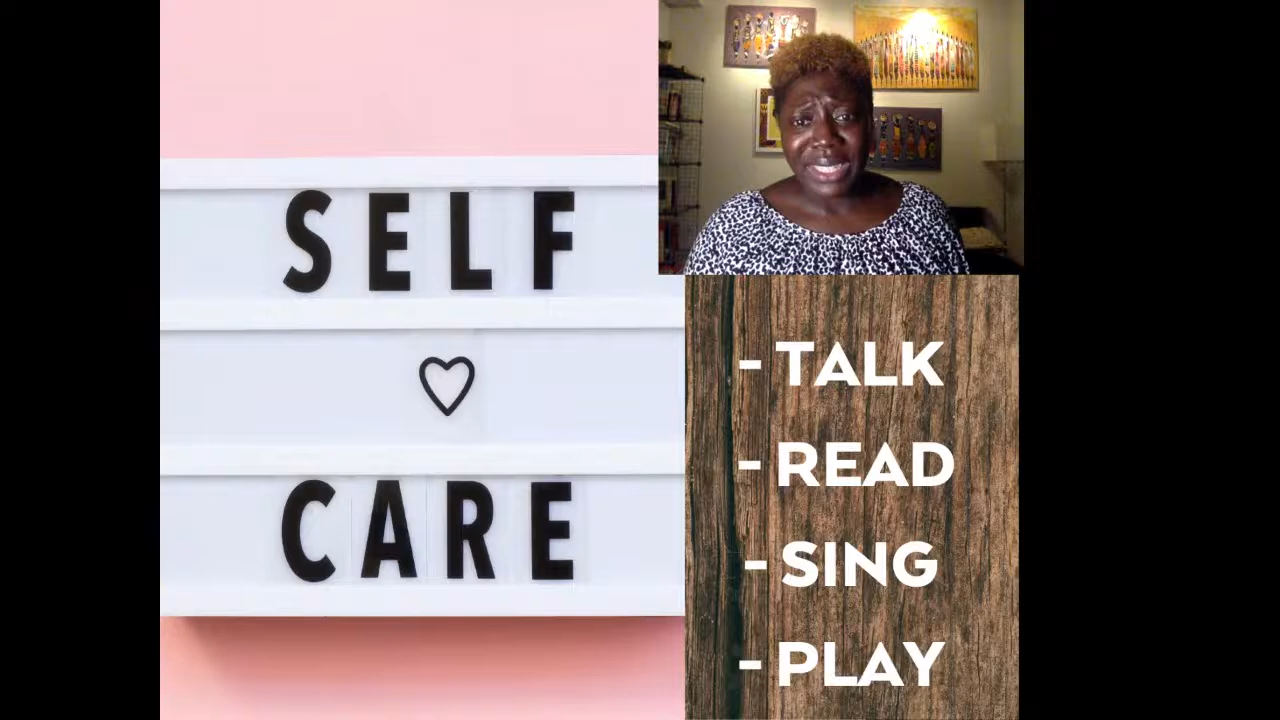 SELF
♡
CARE
- TALK
- READ
- SING
- PLAY